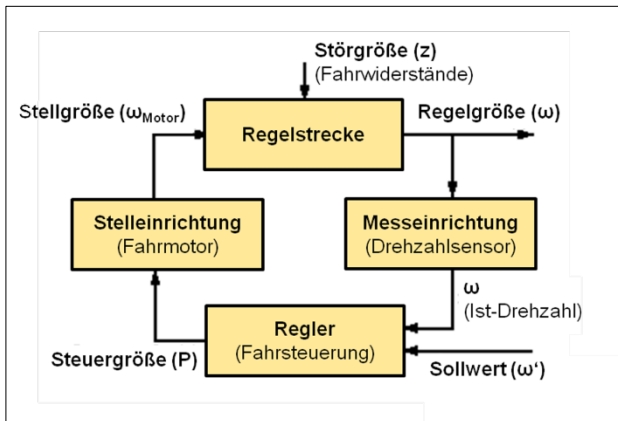 Störgröße (z)
(Fahrwiderstände)
Stellgröße (ωMotor)
Regelstrecke
Regelgröße (ω)
Stelleinrichtung
(Fahrmotor)
Messeinrichtung
(Drehzahlsensor)
ω
(Ist-Drehzahl)
Regler
(Fahrsteuerung)
Steuergröße (P)
Sollwert (ω‘)